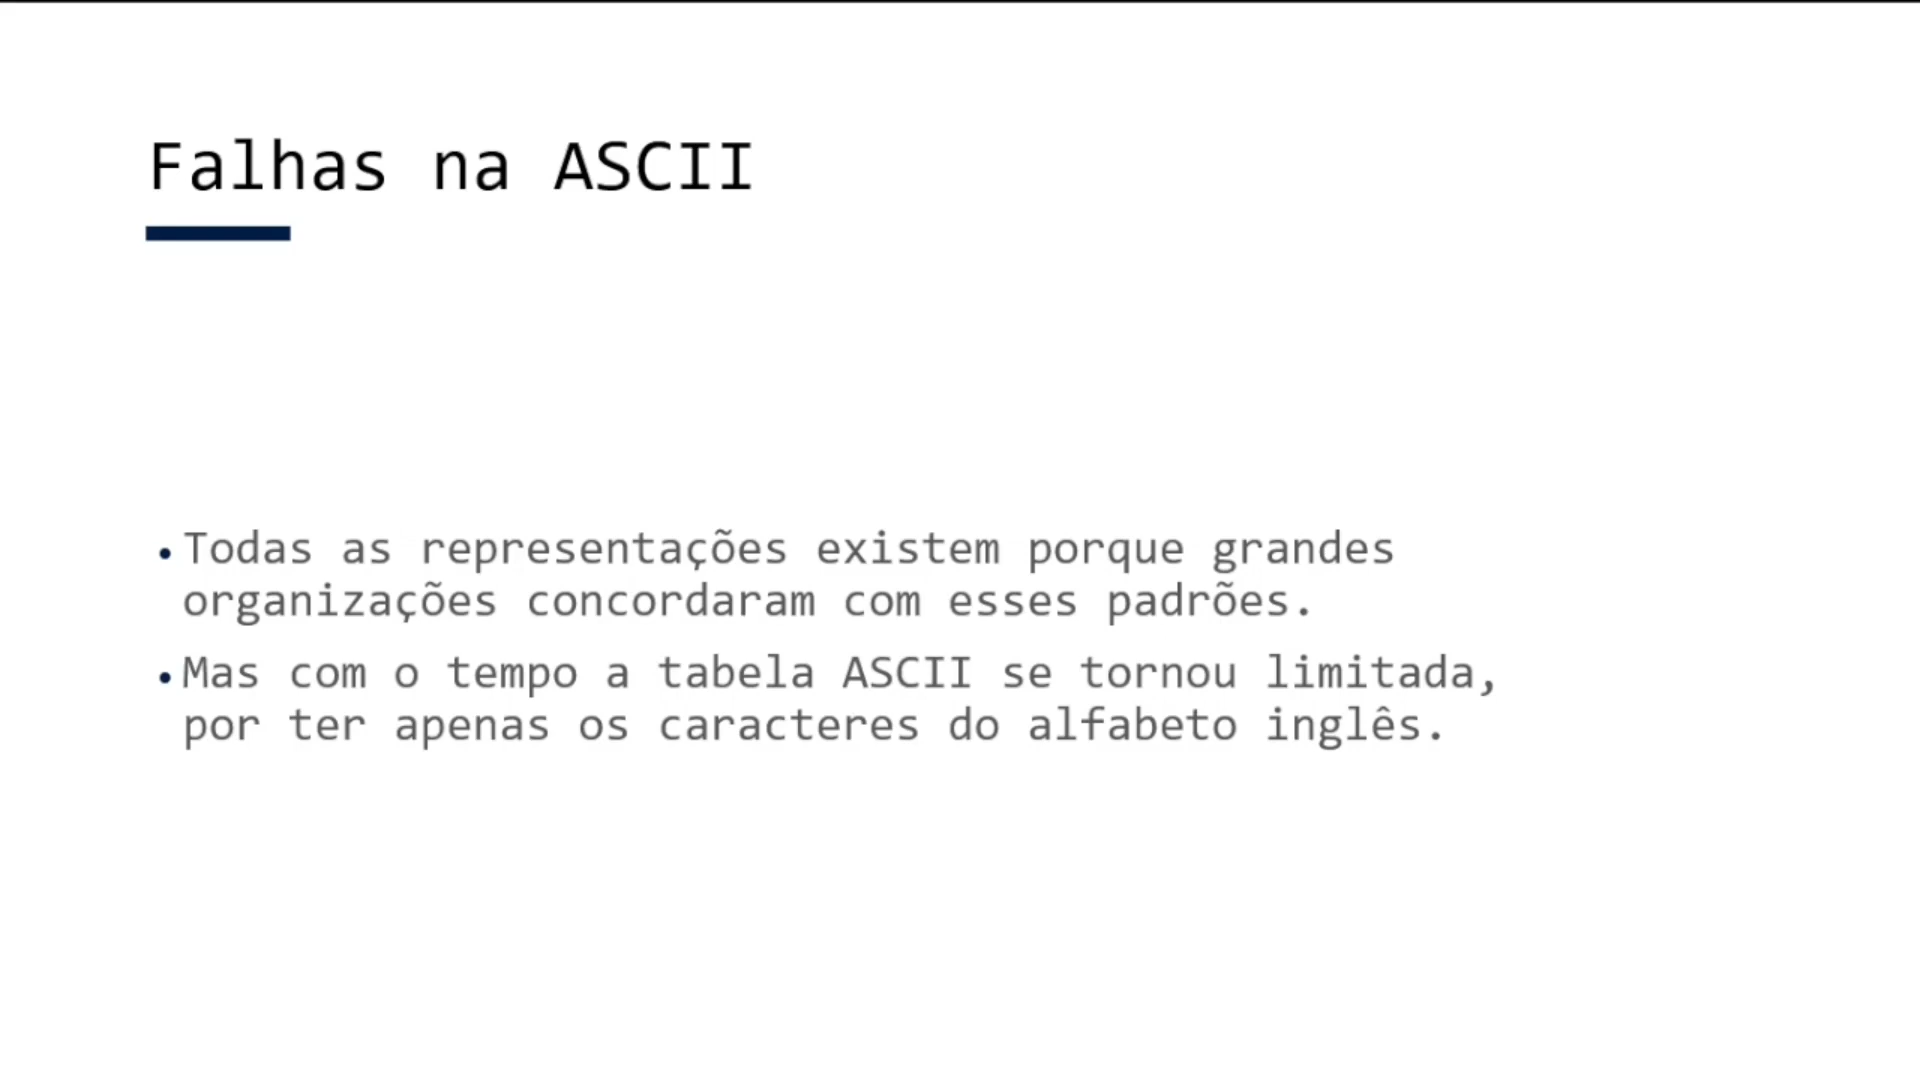 Falhas na ASCII
• Todas as representações existem porque grandes
organizações concordaram com esses padrões.
• Mas com o tempo a tabela ASCII se tornou limitada,
por ter apenas os caracteres do alfabeto inglês.